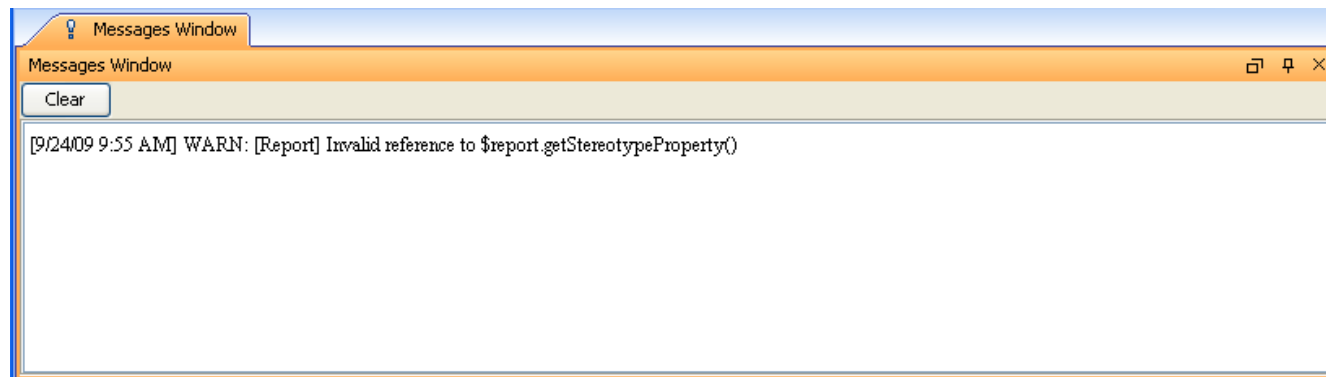 Messages Window
Messages Window
Clear
[9/24/09 9:55 AM] WARN: [Report] Invalid reference to $report.getStereotypeProperty()